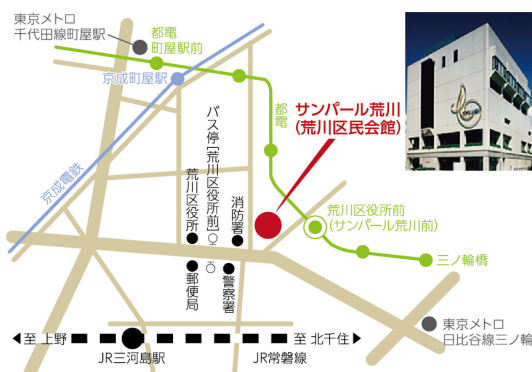 東京メトロ
千代田線町屋駅
都電
町屋駅前
京成町屋駅
京成電鉄
バス停[荒川区役所前]
都電
サンパール荒川
(荒川区民会館)
荒川区役所
消防署
荒川区役所前
(サンパール荒川前)
三ノ輪橋
郵便局
警察署
東京メトロ
日比谷線三ノ輪
至 上野
JR三河島駅
JR常磐線
至 北千住